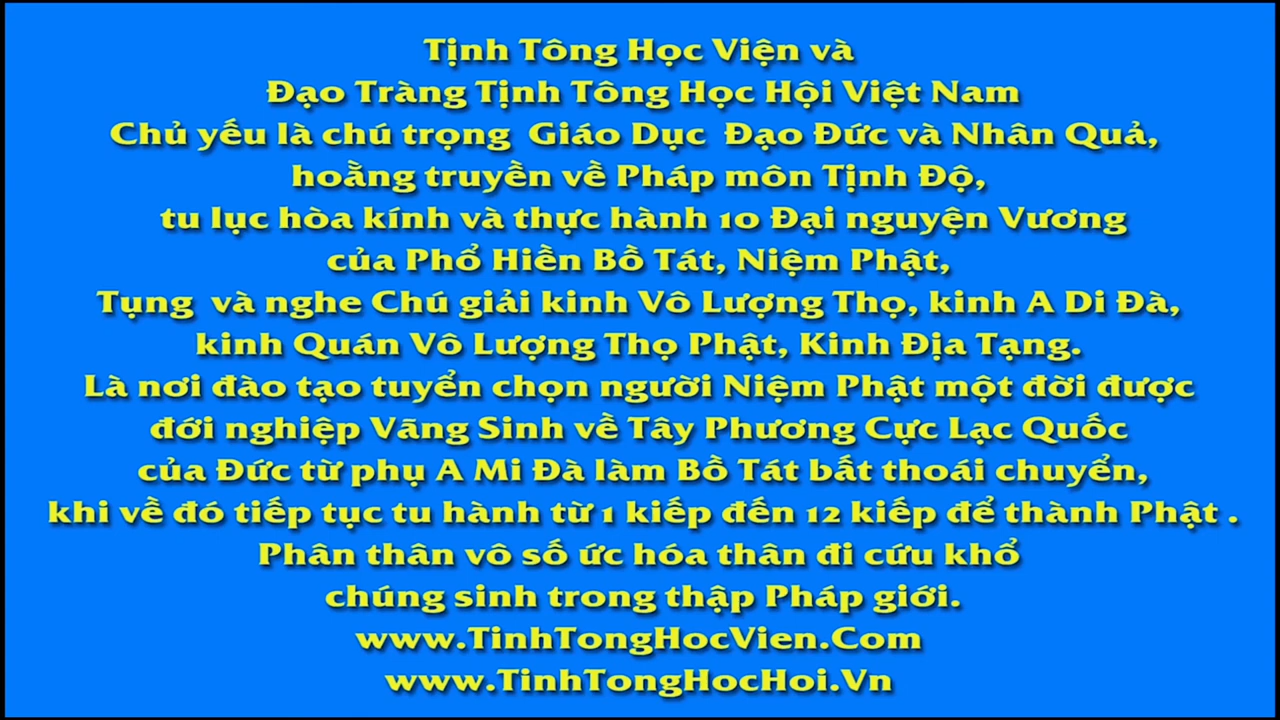 Tịnh Tông Học Viện và
Đạo Tràng Tịnh Tông Học Hội Việt Nam
Chủ yếu là chú trọng Giáo Dục Đạo Đức và Nhân Quả,
hoằng truyền về Pháp môn Tịnh Độ,
tu lục hòa kính và thực hành 10 Đại nguyện Vương
của Phổ Hiền Bồ Tát, Niệm Phật,
Tụng và nghe Chú giải kinh Vô Lượng Thọ, kinh A Di Đà,
kinh Quán Vô Lượng Thọ Phật, Kinh Địa Tạng.
Là nơi đào tạo tuyển chọn người Niệm Phật một đời được
đới nghiệp Vãng Sinh về Tây Phương Cực Lạc Quốc
của Đức từ phụ A Mi Đà làm Bồ Tát bất thoái chuyển,
khi về đó tiếp tục tu hành từ 1 kiếp đến 12 kiếp để thành Phật .
Phân thân vô số ức hóa thân đi cứu khổ
chúng sinh trong thập Pháp giới.
www.TinhTongHocVien.Com
www.TinhTongHocHoi.Vn